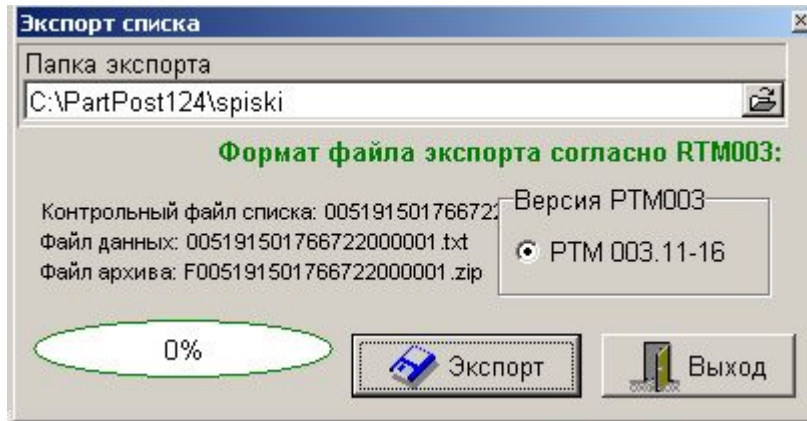 Экспорт списка
Папка экспорта
C:\PartPost124\spiski
Формат файла экспорта согласно RTM003:
Контрольный файл списка: 005191501766722
Версия РТМ003
Файл данных: 005191501766722000001.txt
РТМ 003.11-16
Файл архива: F005191501766722000001.zip
0%
Экспорт
Выход